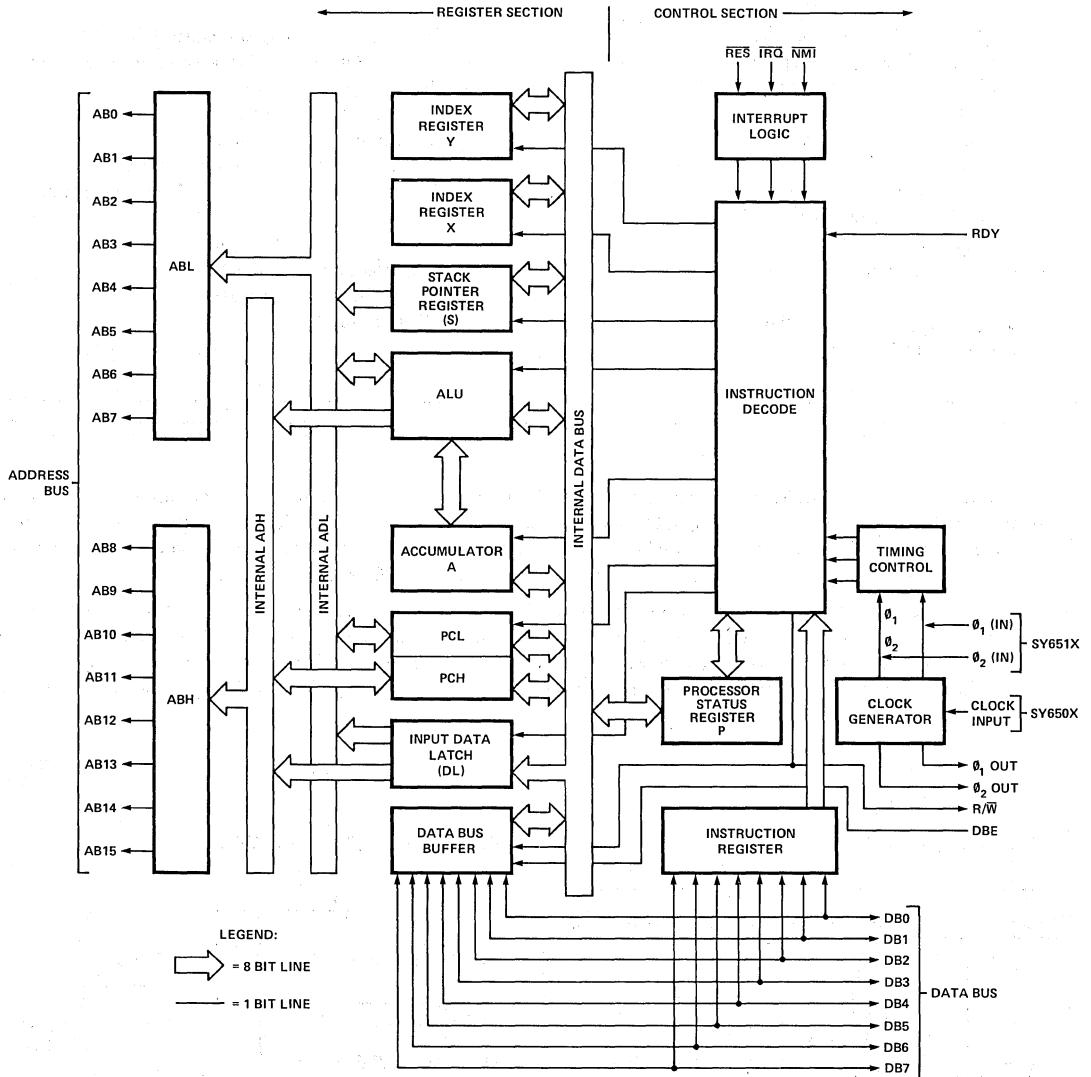 REGISTER SECTION
CONTROL SECTION
RES IRQ NMI
AB0
AB1
AB2
AB3
AB4
AB5
AB6
AB7
ABL
ADDRESS
BUS
AB8
AB9
AB10
AB11
AB12
AB13
AB14
AB15
ABH
INTERNAL ADH
INTERNAL ADL
INDEX
REGISTER
Y
INDEX
REGISTER
X
STACK
POINTER
REGISTER
(S)
ALU
ACCUMULATOR
A
PCL
PCH
INPUT DATA
LATCH
(DL)
DATA BUS
BUFFER
INTERNAL DATA BUS
INTERRUPT
LOGIC
INSTRUCTION
DECODE
RDY
TIMING
CONTROL
Ø1
Ø2
Ø1 (IN)
Ø2 (IN)
SY651X
PROCESSOR
STATUS
REGISTER
P
CLOCK
GENERATOR
CLOCK
INPUT
SY650X
Ø1 OUT
Ø2 OUT
R/W̅
DBE
INSTRUCTION
REGISTER
DB0
DB1
DB2
DB3
DB4
DB5
DB6
DB7
DATA BUS
LEGEND:
= 8 BIT LINE
= 1 BIT LINE